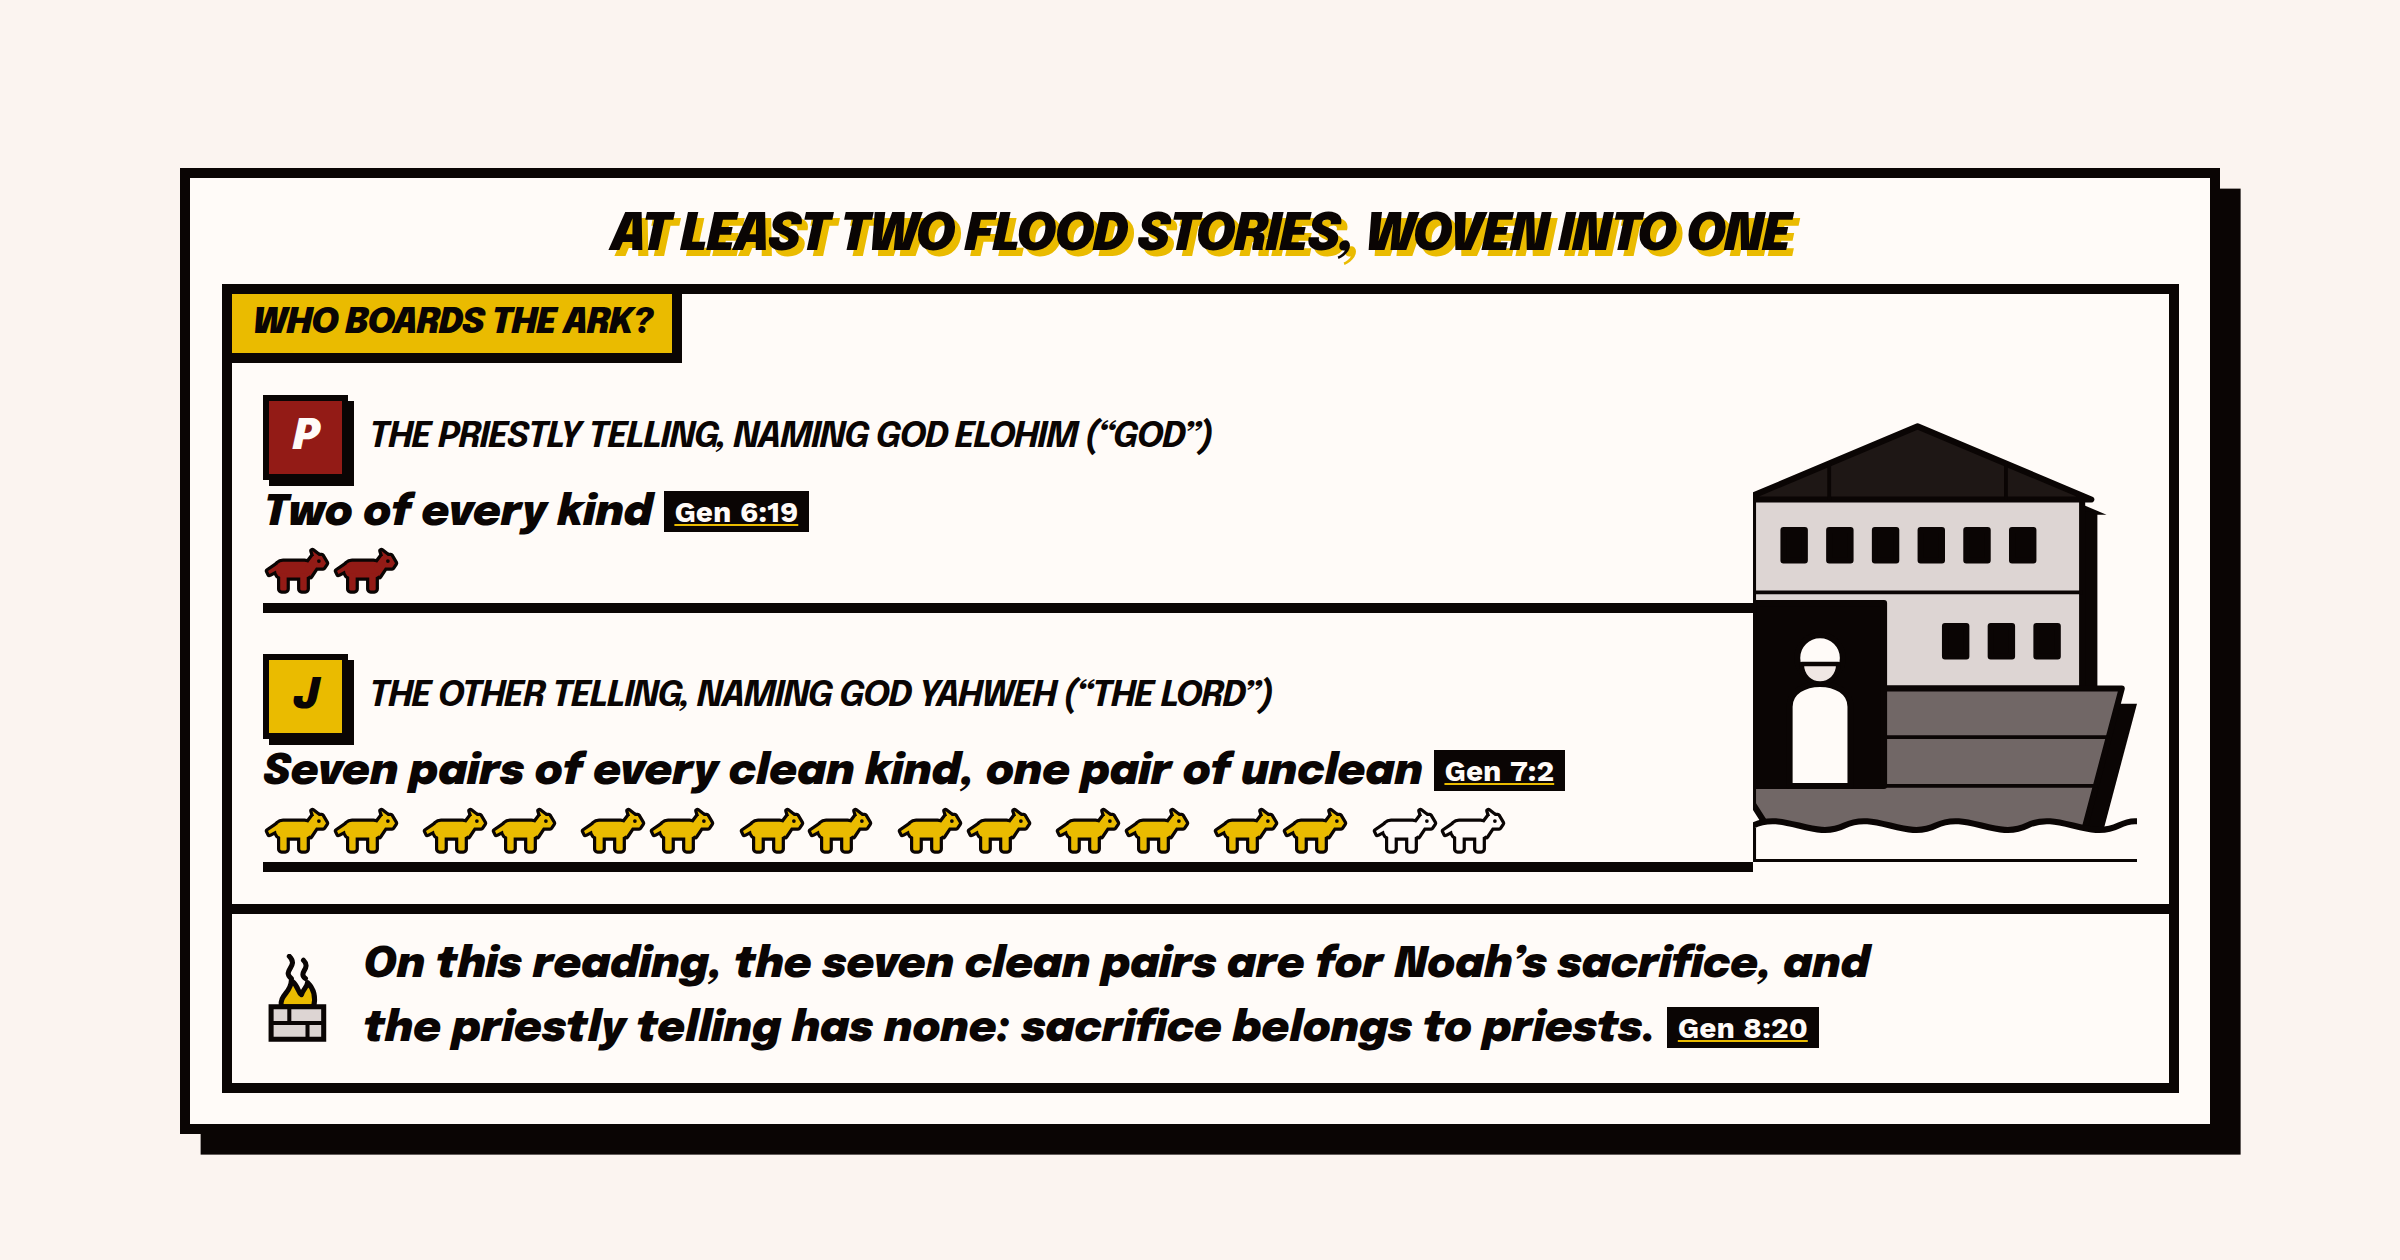 AT LEAST TWO FLOOD STORIES, WOVEN INTO ONE
WHO BOARDS THE ARK?
P THE PRIESTLY TELLING, NAMING GOD ELOHIM (“GOD”)
Two of every kind Gen 6:19
J THE OTHER TELLING, NAMING GOD YAHWEH (“THE LORD”)
Seven pairs of every clean kind, one pair of unclean Gen 7:2
On this reading, the seven clean pairs are for Noah’s sacrifice, and
the priestly telling has none: sacrifice belongs to priests. Gen 8:20